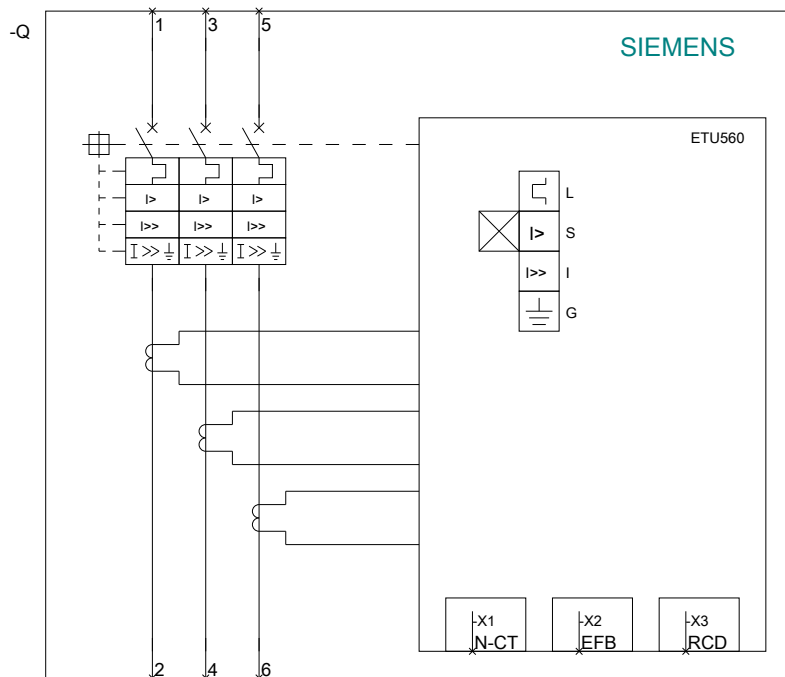 1 3 5
-Q
SIEMENS
ETU560
I> I> I>
I>> I>> I>>
I >> I >> I >>
L
I> S
I>> I
G
-X1 -X2 -X3
N-CT EFB RCD
2 4 6